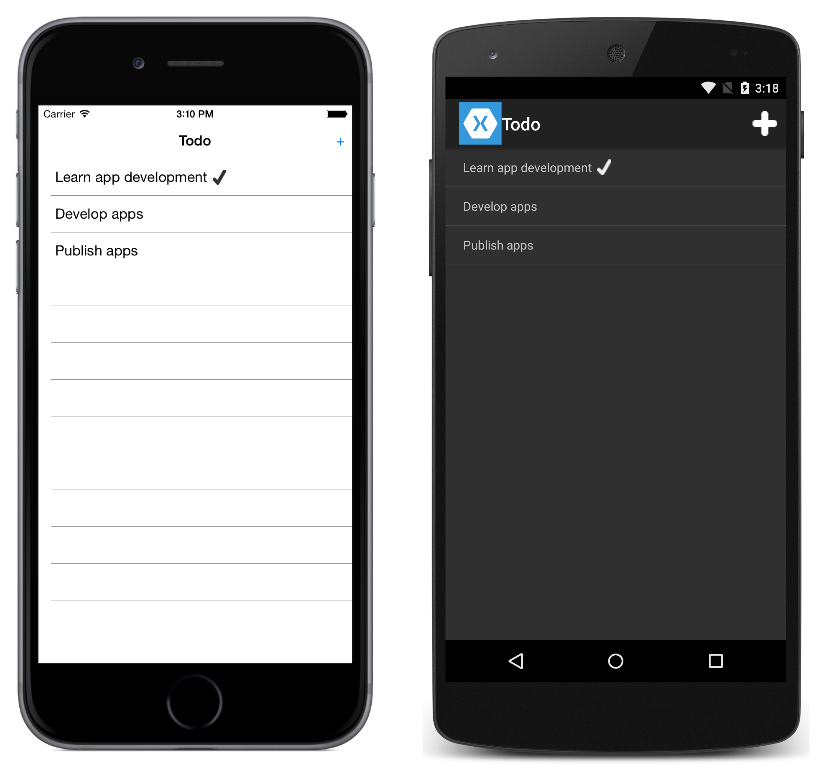 Carrier 3:10 PM
Todo +
Learn app development ✓
Develop apps
Publish apps
3:18
X Todo +
Learn app development ✓
Develop apps
Publish apps